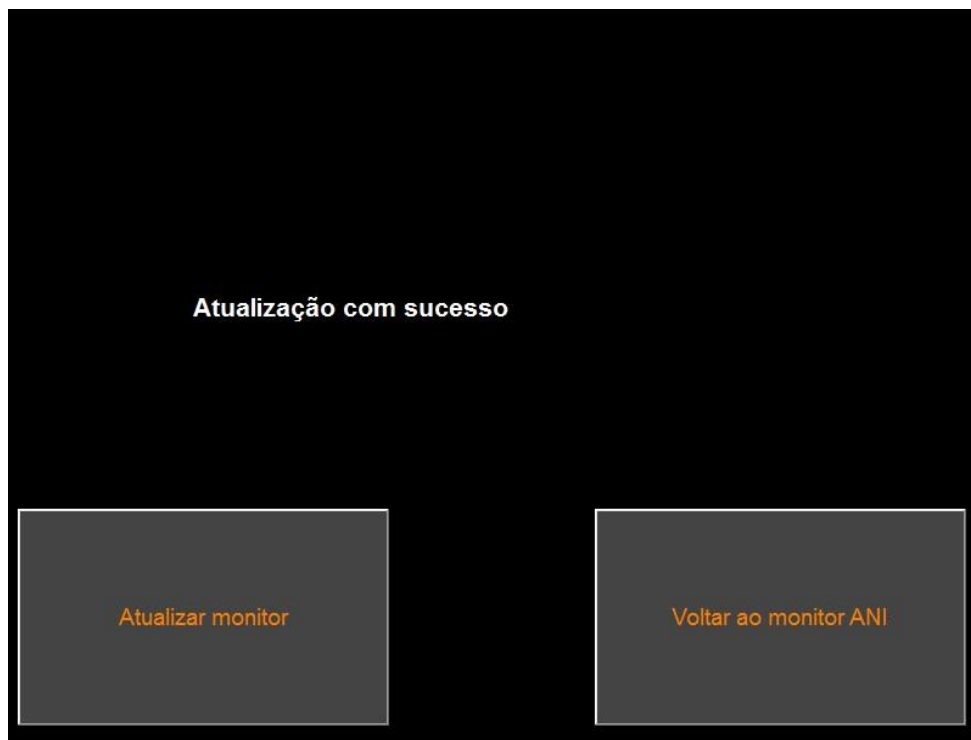 Atualização com sucesso
Atualizar monitor
Voltar ao monitor ANI